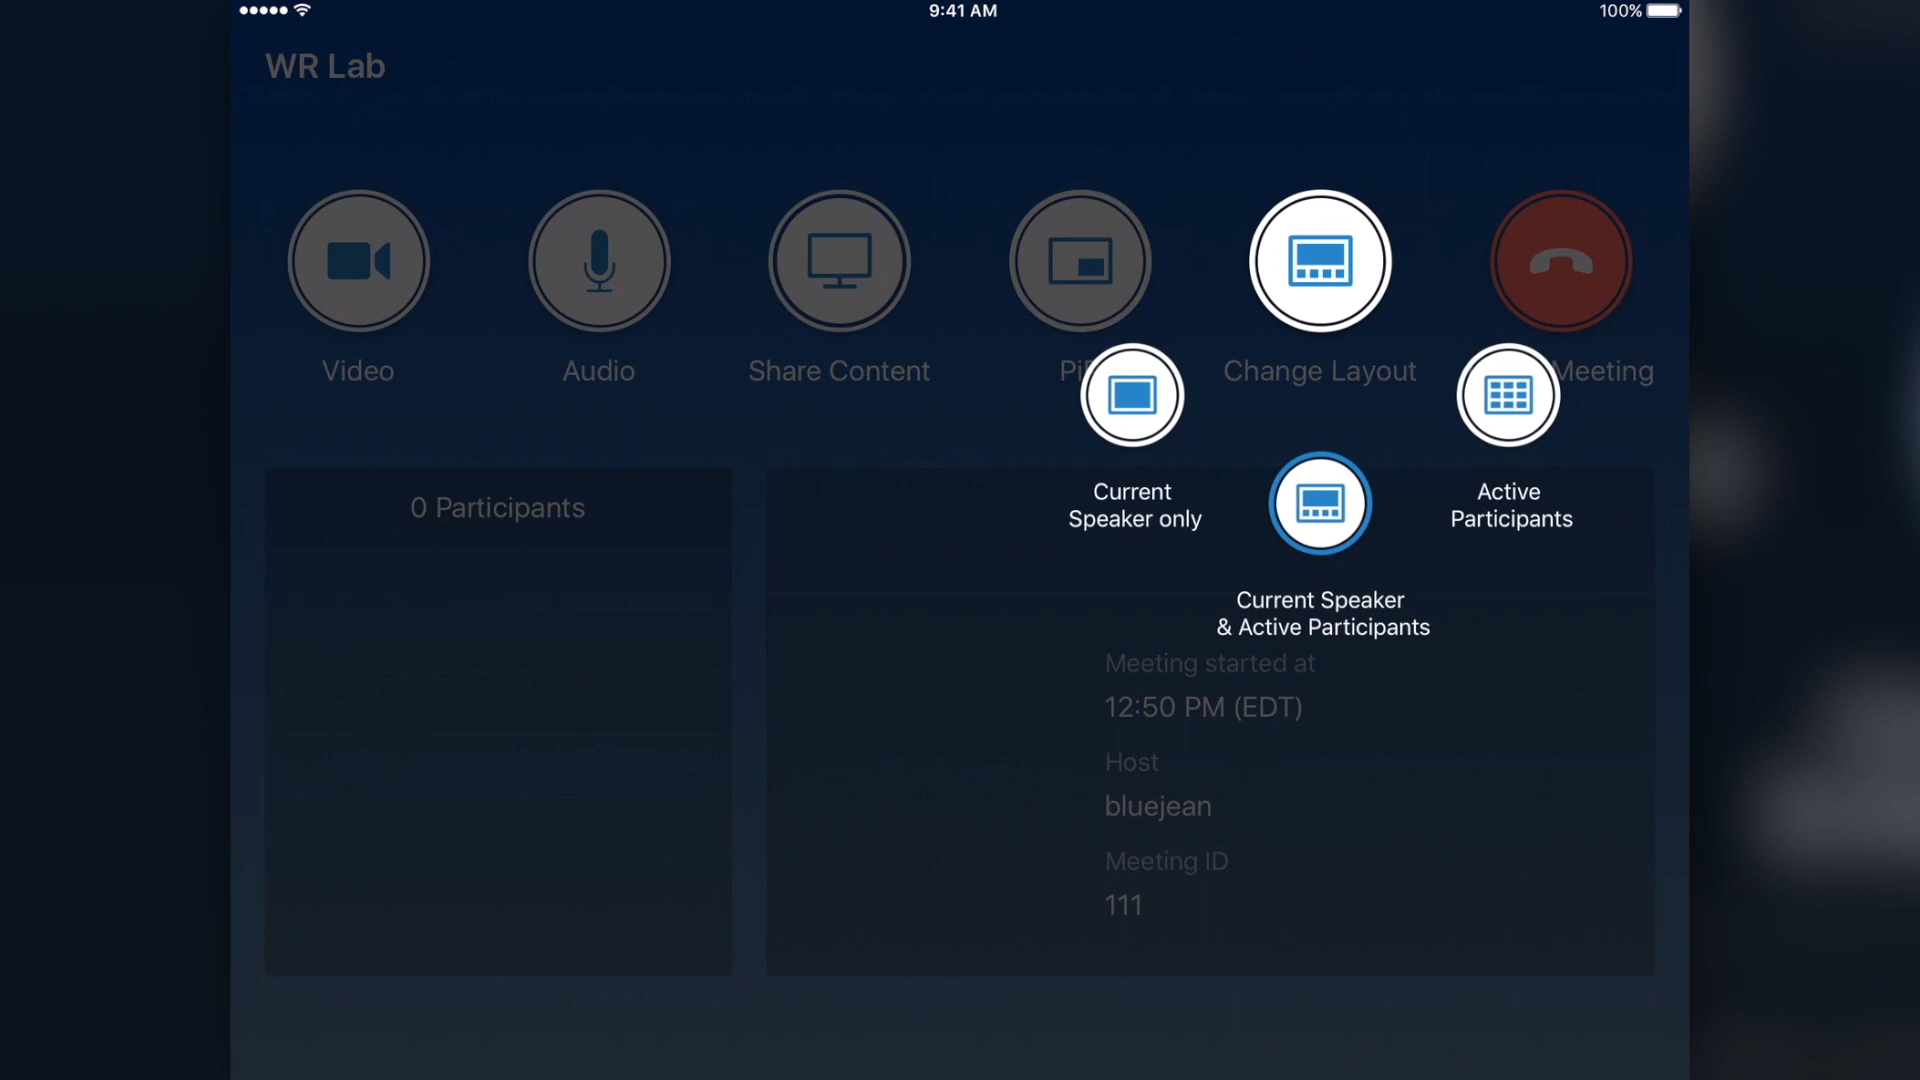 9:41 AM
100%
WR Lab
Video
Audio
Share Content
Change Layout
Meeting
Current
Speaker only
Active
Participants
0 Participants
Current Speaker
& Active Participants
Meeting started at
12:50 PM (EDT)
Host
bluejean
Meeting ID
111